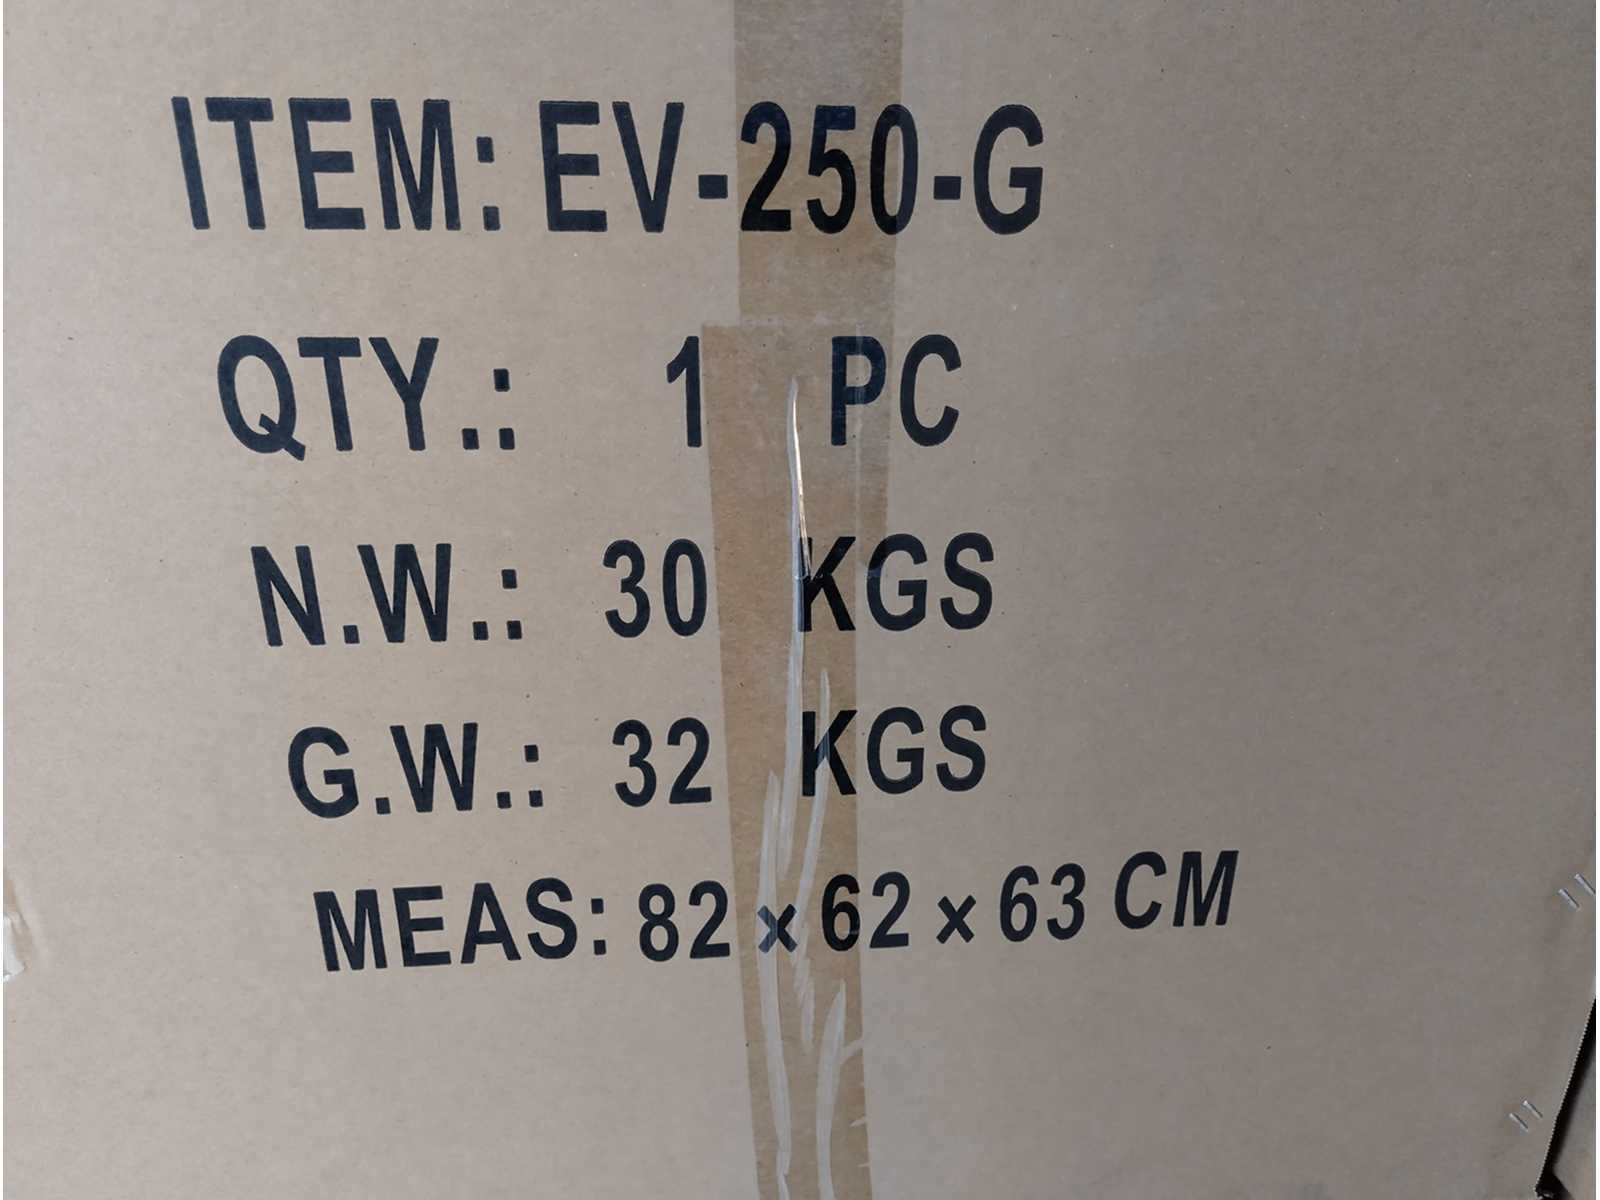 ITEM: EV-250-G
QTY.: 1 PC
N.W.: 30 KGS
G.W.: 32 KGS
MEAS: 82×62×63 CM